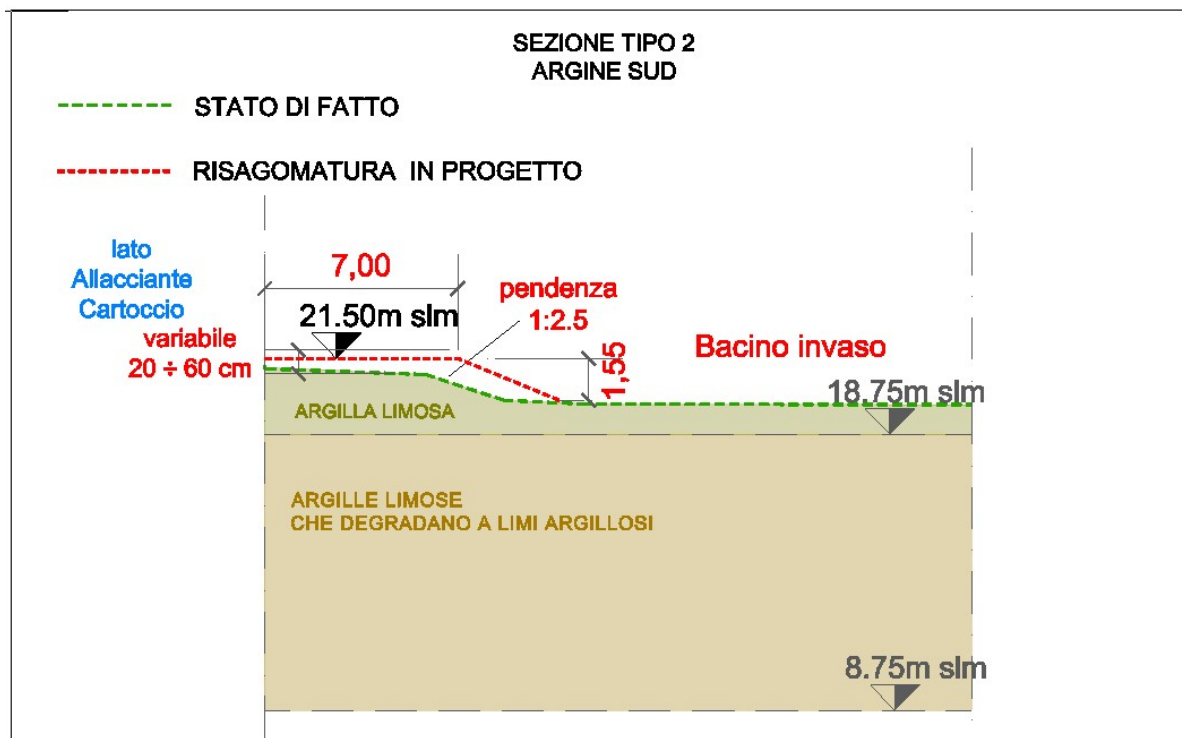 SEZIONE TIPO 2
ARGINE SUD
STATO DI FATTO
RISAGOMATURA IN PROGETTO
lato
Allacciante
Cartoccio
7,00
pendenza
1:2.5
21.50m slm
variabile
20 ÷ 60 cm
1,55
Bacino invaso
18.75m slm
ARGILLA LIMOSA
ARGILLE LIMOSE
CHE DEGRADANO A LIMI ARGILLOSI
8.75m slm